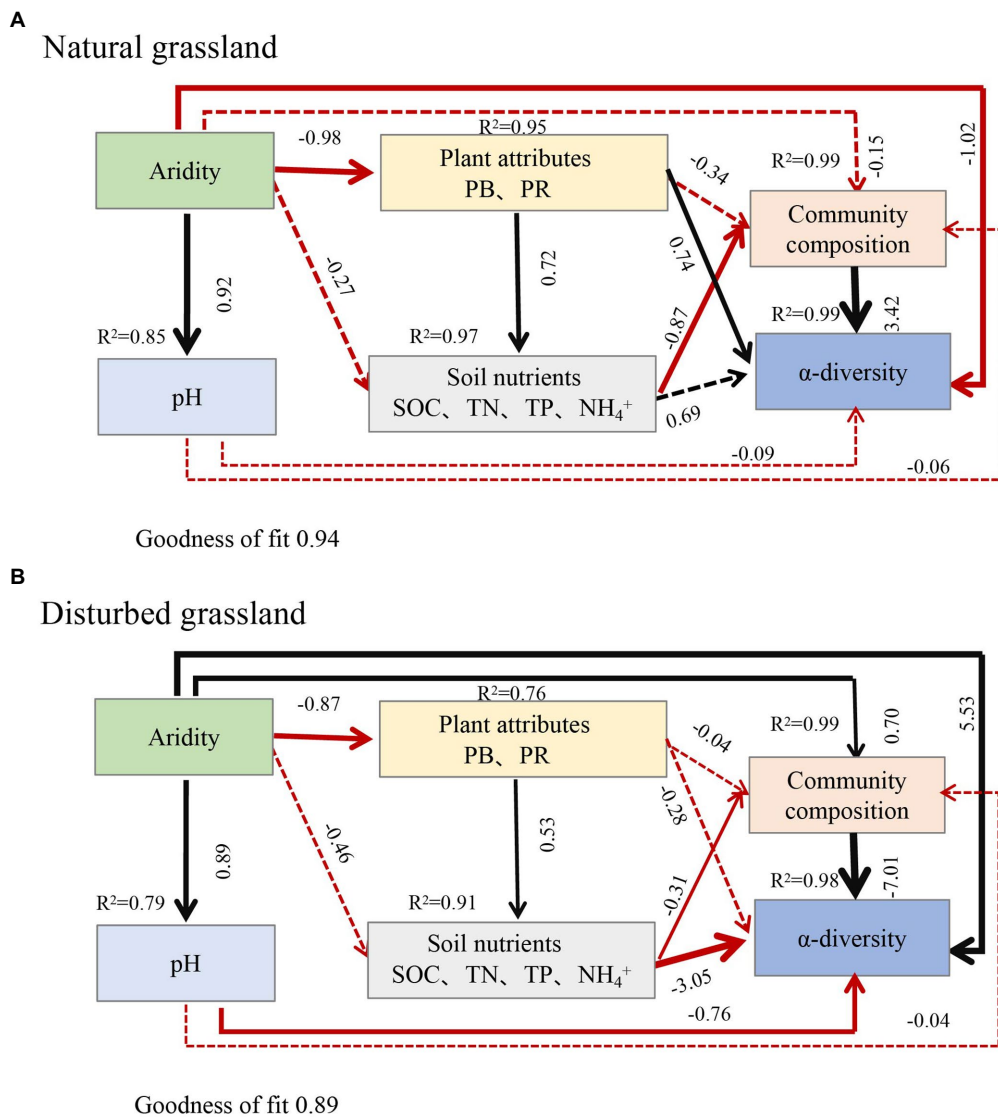 A
Natural grassland
Aridity
-0.98
R²=0.95
Plant attributes
PB、PR
-0.34
R²=0.99
-0.15
-1.02
Community
composition
0.92
-0.27
0.72
0.74
-0.87
R²=0.99
3.42
R²=0.85
pH
R²=0.97
Soil nutrients
SOC、TN、TP、NH₄⁺
0.69
α-diversity
-0.09
-0.06
Goodness of fit 0.94
B
Disturbed grassland
Aridity
-0.87
R²=0.76
Plant attributes
PB、PR
-0.04
R²=0.99
0.70
5.53
Community
composition
0.89
-0.46
0.53
-0.28
-0.31
R²=0.98
-7.01
R²=0.79
pH
R²=0.91
Soil nutrients
SOC、TN、TP、NH₄⁺
-3.05
α-diversity
-0.76
-0.04
Goodness of fit 0.89